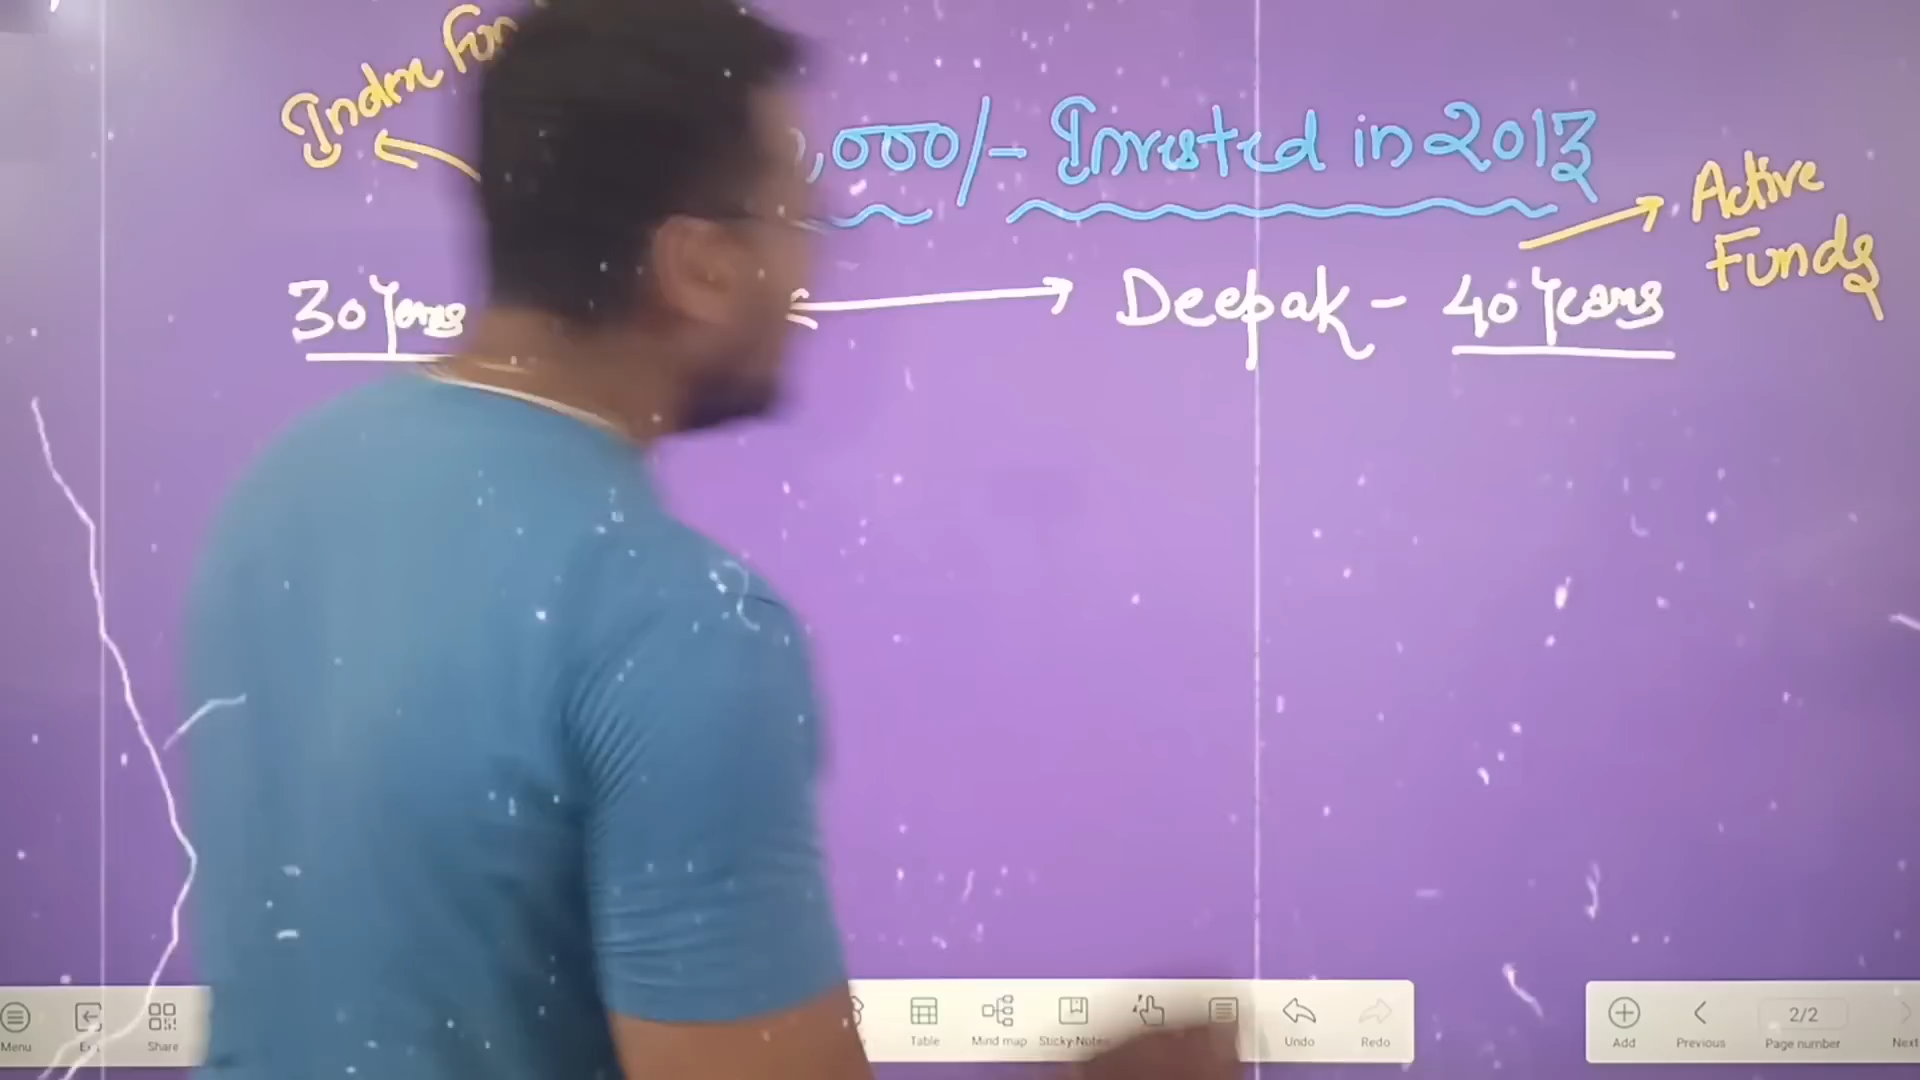 Index
,000/- Invested in 2013
Active
Funds
30 Years
Deepak - 40 Years
Menu
Share
Table
Mind map
Sticky Notes
Undo
Redo
Add
Previous
2/2
Page number
Next